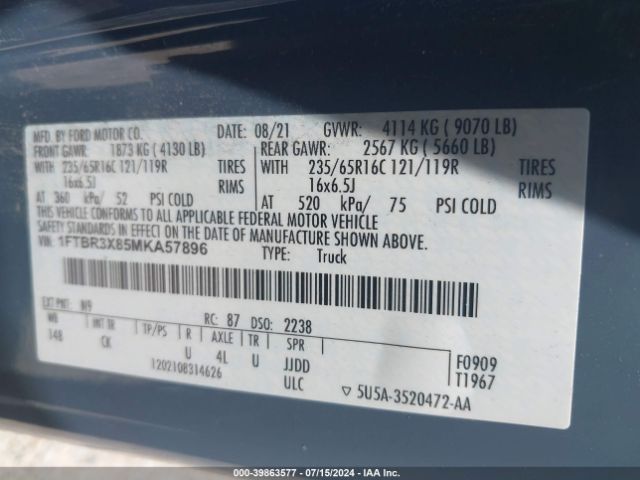 MFD. BY FORD MOTOR CO. DATE: 08/21 GVWR: 4114 KG ( 9070 LB)
FRONT GAWR: 1873 KG ( 4130 LB) REAR GAWR: 2567 KG ( 5660 LB)
WITH 235/65R16C 121/119R TIRES WITH 235/65R16C 121/119R TIRES
16x6.5J RIMS 16x6.5J RIMS
AT 360 kPa/ 52 PSI COLD AT 520 kPa/ 75 PSI COLD
THIS VEHICLE CONFORMS TO ALL APPLICABLE FEDERAL MOTOR VEHICLE
SAFETY STANDARDS IN EFFECT ON THE DATE OF MANUFACTURE SHOWN ABOVE.
VIN: 1FTBR3X85MKA57896 TYPE: Truck
EXT PNT: N9 RC: 87 DSO: 2238
WB INT TR TP/PS R AXLE TR SPR F0909
148 CK U 4L U JJDD T1967
1202108314626 ULC ▽ 5U5A-3520472-AA
000-39863577 / 07/15/2024 / IAA Inc.